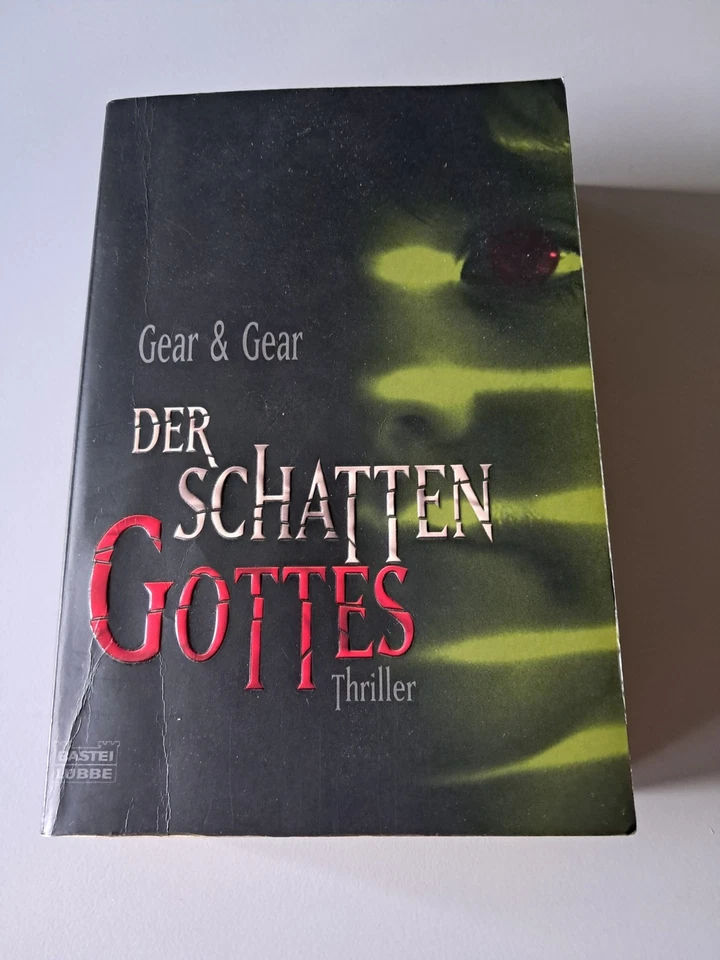 Gear & Gear
DER
SCHATTEN
GOTTES
Thriller
BASTEI
LÜBBE